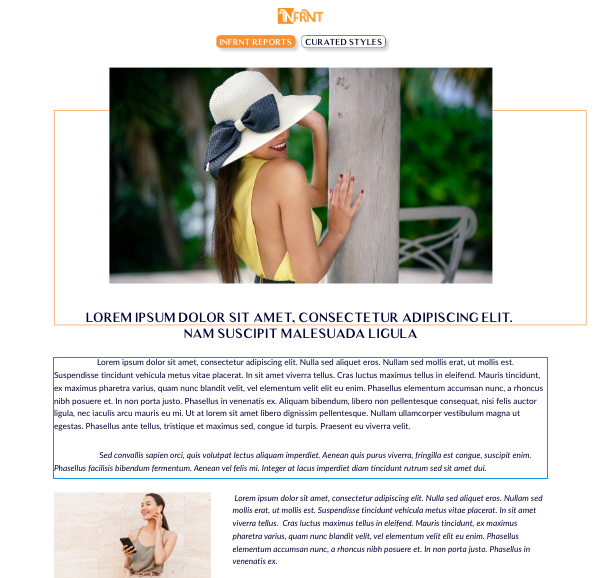 INFRNT
INFRNT REPORTS CURATED STYLES
LOREM IPSUM DOLOR SIT AMET, CONSECTETUR ADIPISCING ELIT.
NAM SUSCIPIT MALESUADA LIGULA
Lorem ipsum dolor sit amet, consectetur adipiscing elit. Nulla sed aliquet eros. Nullam sed mollis erat, ut mollis est.
Suspendisse tincidunt vehicula metus vitae placerat. In sit amet viverra tellus. Cras luctus maximus tellus in eleifend. Mauris tincidunt,
ex maximus pharetra varius, quam nunc blandit velit, vel elementum velit elit eu enim. Phasellus elementum accumsan nunc, a rhoncus
nibh posuere et. In non porta justo. Phasellus in venenatis ex. Aliquam bibendum, libero non pellentesque consequat, nisi felis auctor
ligula, nec iaculis arcu mauris eu mi. Ut at lorem sit amet libero dignissim pellentesque. Nullam ullamcorper vestibulum magna ut
egestas. Phasellus ante tellus, tristique et maximus sed, congue id turpis. Praesent eu viverra velit.
Sed convallis sapien orci, quis volutpat lectus aliquam imperdiet. Aenean quis purus viverra, fringilla est congue, suscipit enim.
Phasellus facilisis bibendum fermentum. Aenean vel felis mi. Integer at lacus imperdiet diam tincidunt rutrum sed sit amet dui.
Lorem ipsum dolor sit amet, consectetur adipiscing elit. Nulla sed aliquet eros. Nullam sed
mollis erat, ut mollis est. Suspendisse tincidunt vehicula metus vitae placerat. In sit amet
viverra tellus. Cras luctus maximus tellus in eleifend. Mauris tincidunt, ex maximus
pharetra varius, quam nunc blandit velit, vel elementum velit elit eu enim. Phasellus
elementum accumsan nunc, a rhoncus nibh posuere et. In non porta justo. Phasellus in
venenatis ex.